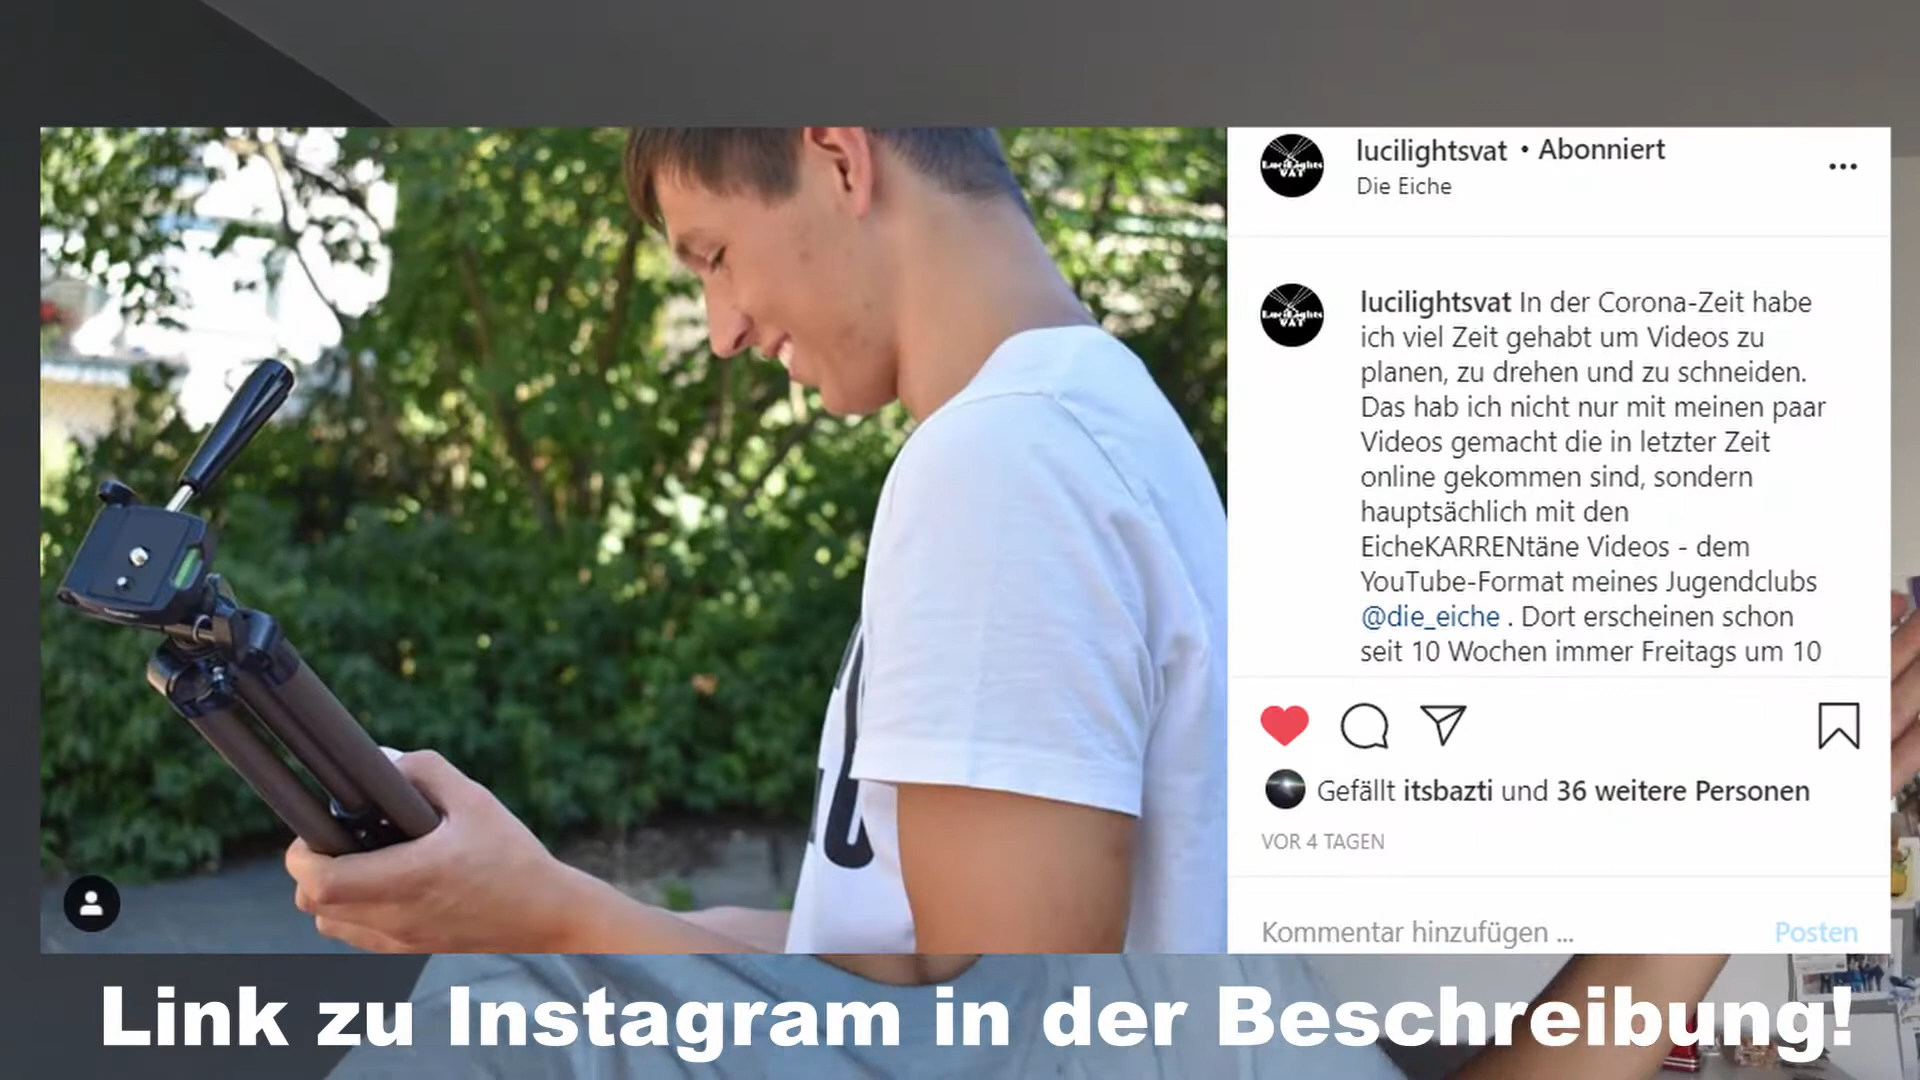 LuciLights
VAT
lucilightsvat • Abonniert
Die Eiche
LuciLights
VAT
lucilightsvat In der Corona-Zeit habe
ich viel Zeit gehabt um Videos zu
planen, zu drehen und zu schneiden.
Das hab ich nicht nur mit meinen paar
Videos gemacht die in letzter Zeit
online gekommen sind, sondern
hauptsächlich mit den
EicheKARRENtäne Videos - dem
YouTube-Format meines Jugendclubs
@die_eiche . Dort erscheinen schon
seit 10 Wochen immer Freitags um 10
Gefällt itsbazti und 36 weitere Personen
VOR 4 TAGEN
Kommentar hinzufügen ... Posten
Link zu Instagram in der Beschreibung!